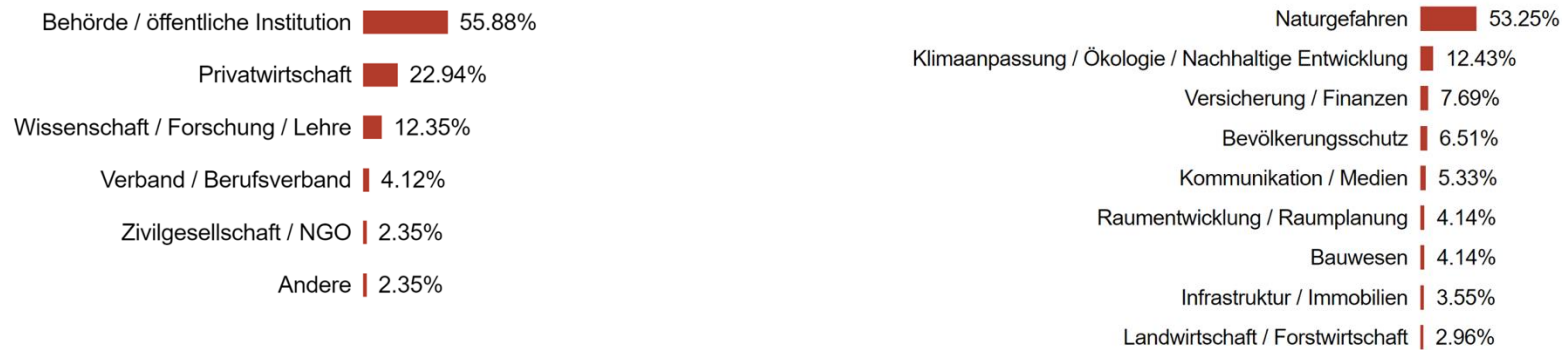 Behörde / öffentliche Institution 55.88%
Privatwirtschaft 22.94%
Wissenschaft / Forschung / Lehre 12.35%
Verband / Berufsverband 4.12%
Zivilgesellschaft / NGO 2.35%
Andere 2.35%
Naturgefahren 53.25%
Klimaanpassung / Ökologie / Nachhaltige Entwicklung 12.43%
Versicherung / Finanzen 7.69%
Bevölkerungsschutz 6.51%
Kommunikation / Medien 5.33%
Raumentwicklung / Raumplanung 4.14%
Bauwesen 4.14%
Infrastruktur / Immobilien 3.55%
Landwirtschaft / Forstwirtschaft 2.96%